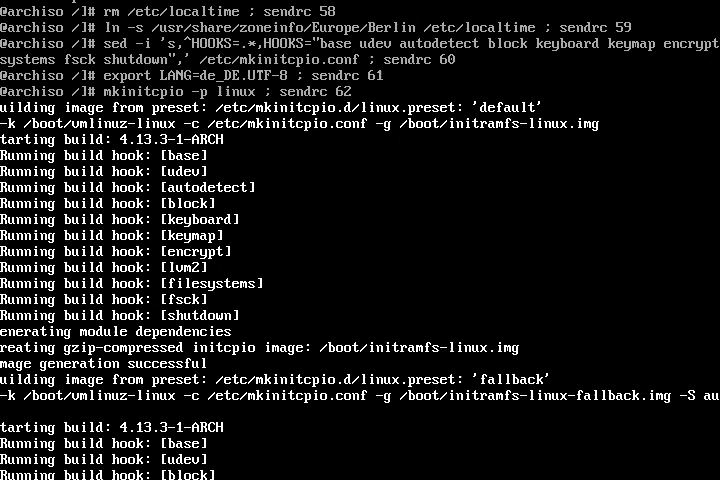 @archiso /]# rm /etc/localtime ; sendrc 58
@archiso /]# ln -s /usr/share/zoneinfo/Europe/Berlin /etc/localtime ; sendrc 59
@archiso /]# sed -i 's,^HOOKS=.*,HOOKS="base udev autodetect block keyboard keymap encrypt
systems fsck shutdown",' /etc/mkinitcpio.conf ; sendrc 60
@archiso /]# export LANG=de_DE.UTF-8 ; sendrc 61
@archiso /]# mkinitcpio -p linux ; sendrc 62
uilding image from preset: /etc/mkinitcpio.d/linux.preset: 'default'
-k /boot/vmlinuz-linux -c /etc/mkinitcpio.conf -g /boot/initramfs-linux.img
tarting build: 4.13.3-1-ARCH
Running build hook: [base]
Running build hook: [udev]
Running build hook: [autodetect]
Running build hook: [block]
Running build hook: [keyboard]
Running build hook: [keymap]
Running build hook: [encrypt]
Running build hook: [lvm2]
Running build hook: [filesystems]
Running build hook: [fsck]
Running build hook: [shutdown]
enerating module dependencies
reating gzip-compressed initcpio image: /boot/initramfs-linux.img
mage generation successful
uilding image from preset: /etc/mkinitcpio.d/linux.preset: 'fallback'
-k /boot/vmlinuz-linux -c /etc/mkinitcpio.conf -g /boot/initramfs-linux-fallback.img -S au
tarting build: 4.13.3-1-ARCH
Running build hook: [base]
Running build hook: [udev]
Running build hook: [block]